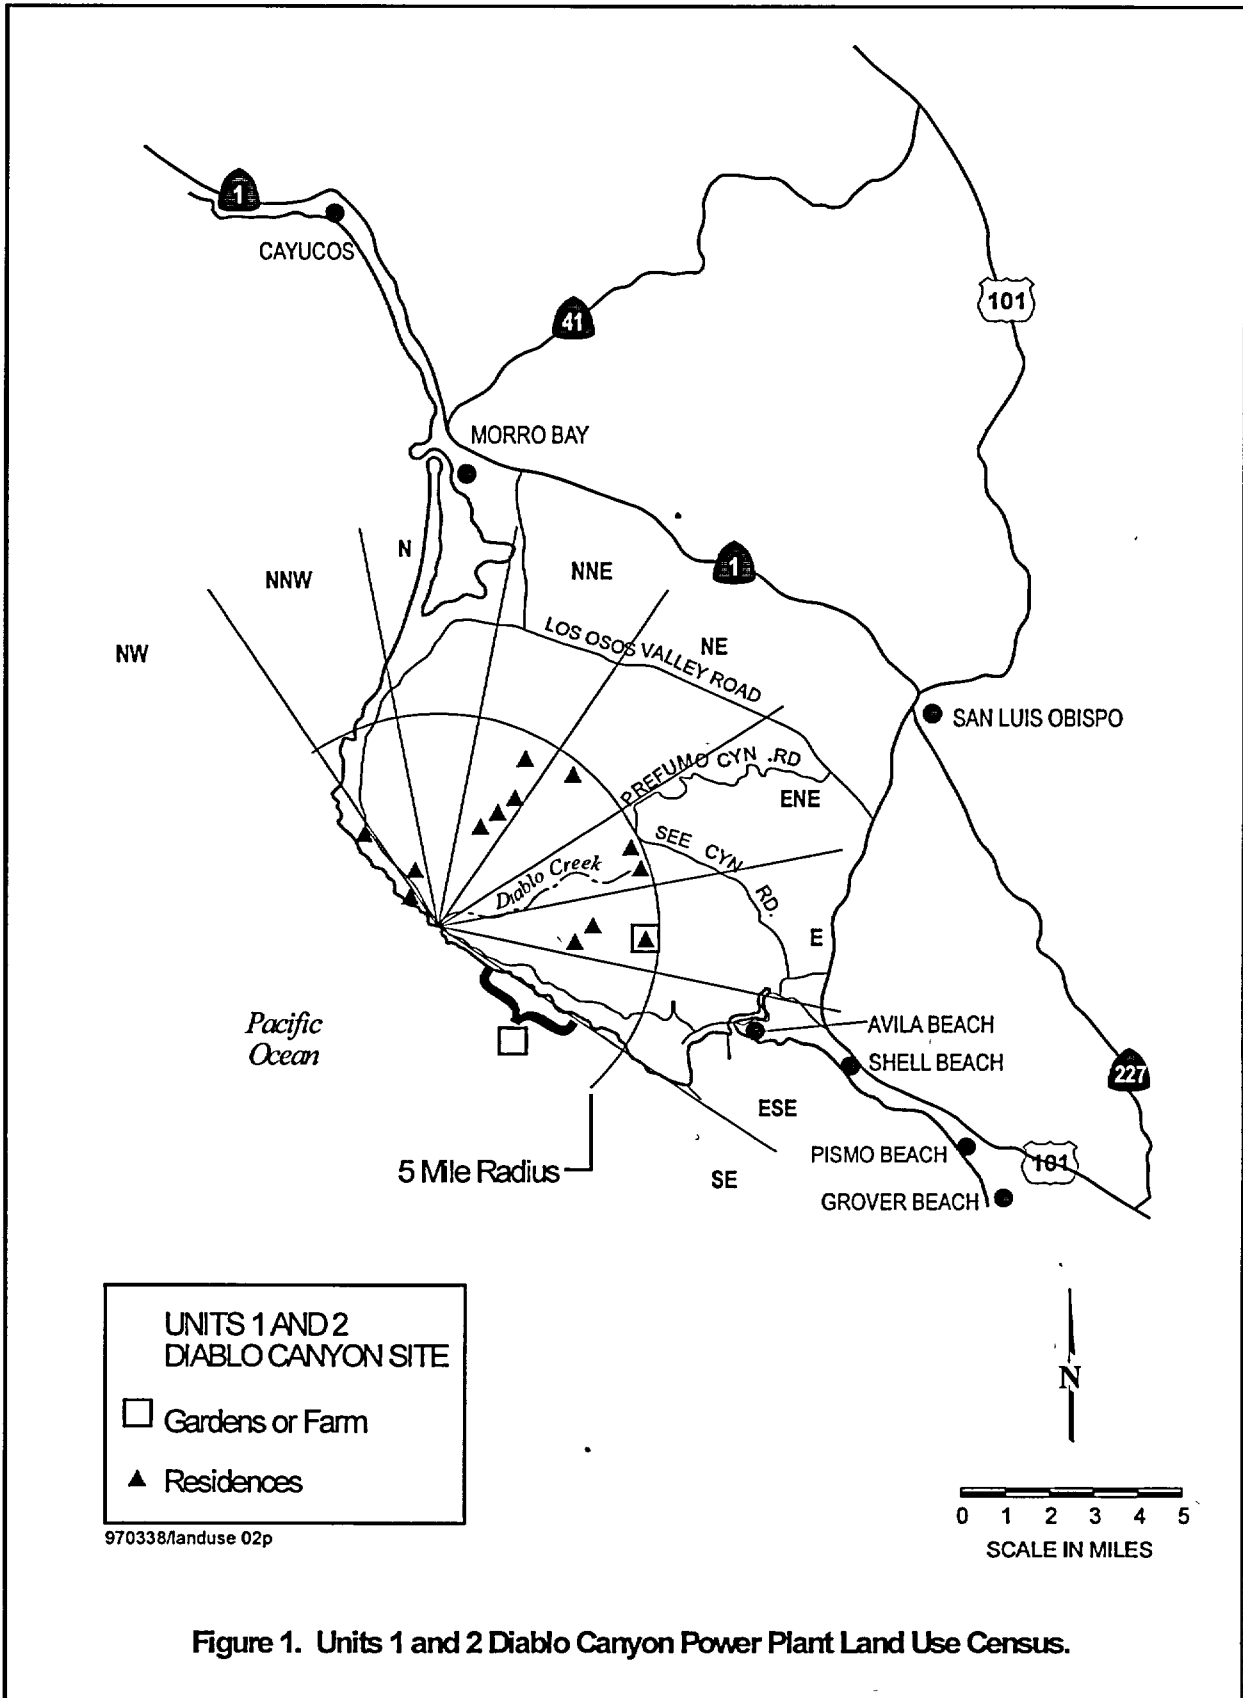 1
CAYUCOS
41
101
MORRO BAY
N
NNW
NNE
1
NW
NE
LOS OSOS VALLEY ROAD
SAN LUIS OBISPO
PREFUMO CYN .RD
ENE
SEE CYN RD.
Diablo Creek
E
Pacific
Ocean
AVILA BEACH
SHELL BEACH
227
ESE
5 Mile Radius
SE
PISMO BEACH
101
GROVER BEACH
UNITS 1 AND 2
DIABLO CANYON SITE
Gardens or Farm
Residences
N
970338/landuse 02p
0 1 2 3 4 5
SCALE IN MILES
Figure 1. Units 1 and 2 Diablo Canyon Power Plant Land Use Census.